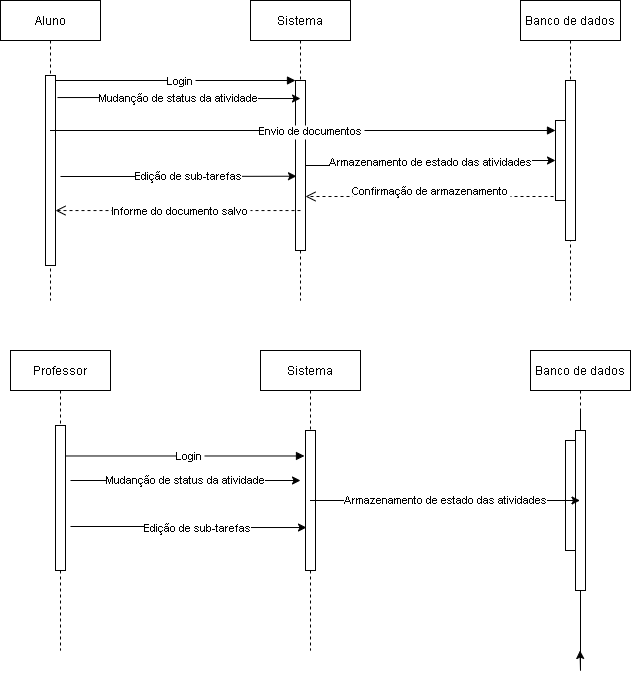 Aluno
Sistema
Banco de dados
Login
Mudanção de status da atividade
Envio de documentos
Armazenamento de estado das atividades
Edição de sub-tarefas
Confirmação de armazenamento
Informe do documento salvo
Professor
Sistema
Banco de dados
Login
Mudanção de status da atividade
Armazenamento de estado das atividades
Edição de sub-tarefas